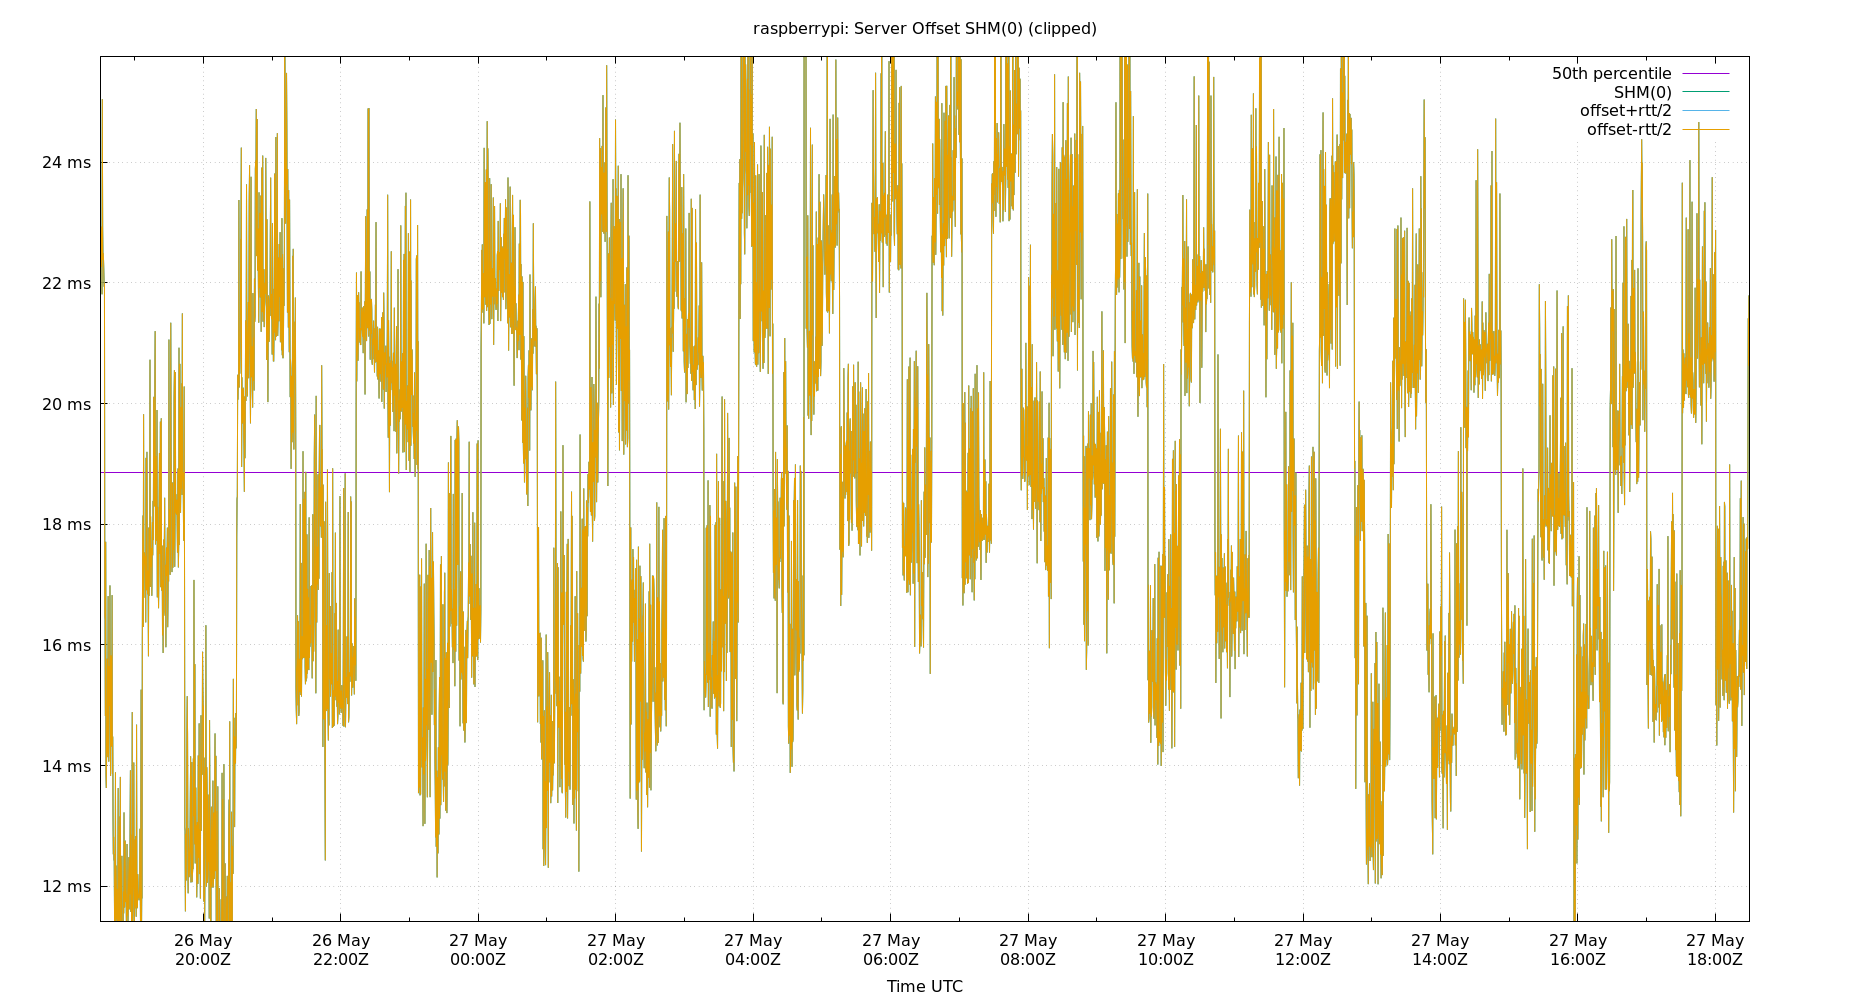 raspberrypi: Server Offset SHM(0) (clipped)
50th percentile
SHM(0)
offset+rtt/2
offset-rtt/2
24 ms
22 ms
20 ms
18 ms
16 ms
14 ms
12 ms
26 May 26 May 27 May 27 May 27 May 27 May 27 May 27 May 27 May 27 May 27 May 27 May
20:00Z 22:00Z 00:00Z 02:00Z 04:00Z 06:00Z 08:00Z 10:00Z 12:00Z 14:00Z 16:00Z 18:00Z
Time UTC